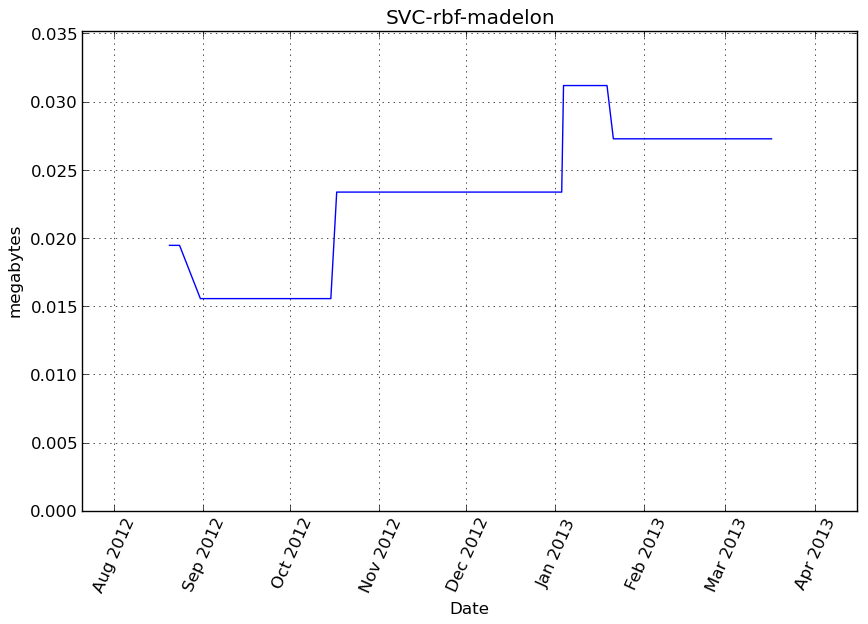 SVC-rbf-madelon
0.035
0.030
0.025
0.020
0.015
0.010
0.005
0.000
megabytes
Aug 2012
Sep 2012
Oct 2012
Nov 2012
Dec 2012
Jan 2013
Feb 2013
Mar 2013
Apr 2013
Date